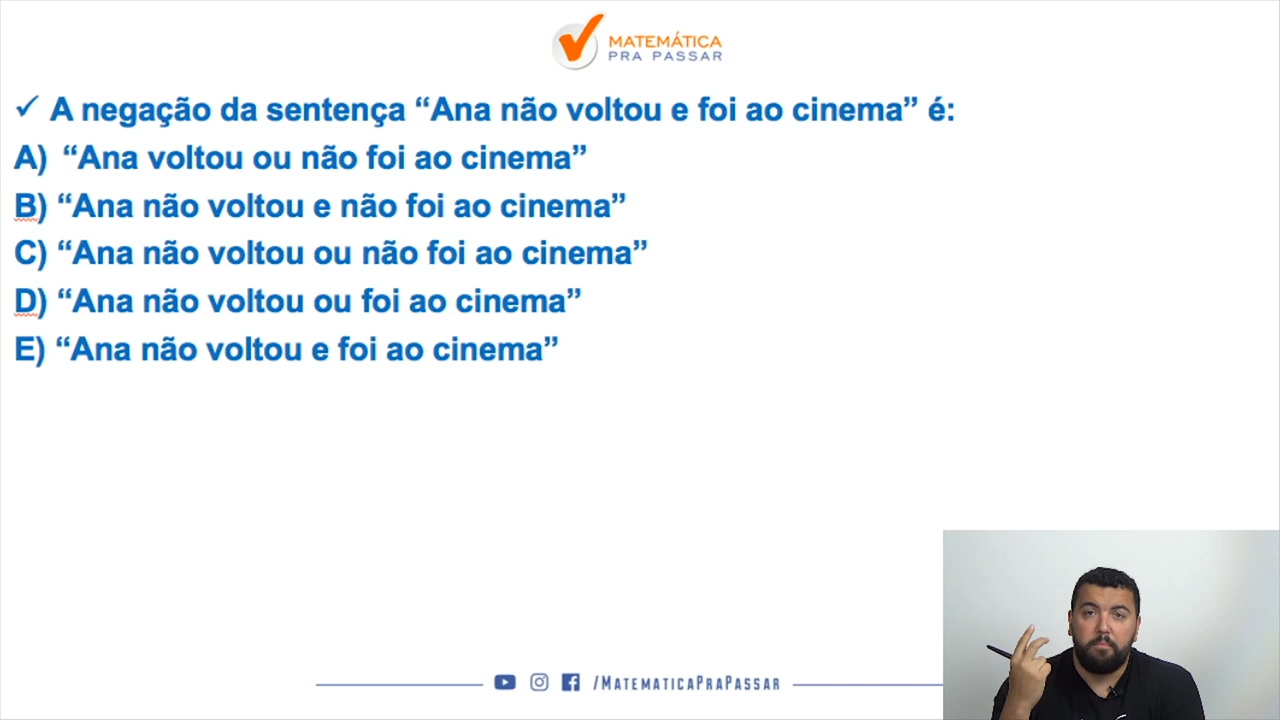 MATEMÁTICA
PRA PASSAR
✓ A negação da sentença “Ana não voltou e foi ao cinema” é:
A) “Ana voltou ou não foi ao cinema”
B) “Ana não voltou e não foi ao cinema”
C) “Ana não voltou ou não foi ao cinema”
D) “Ana não voltou ou foi ao cinema”
E) “Ana não voltou e foi ao cinema”
/MATEMATICAPRAPASSAR